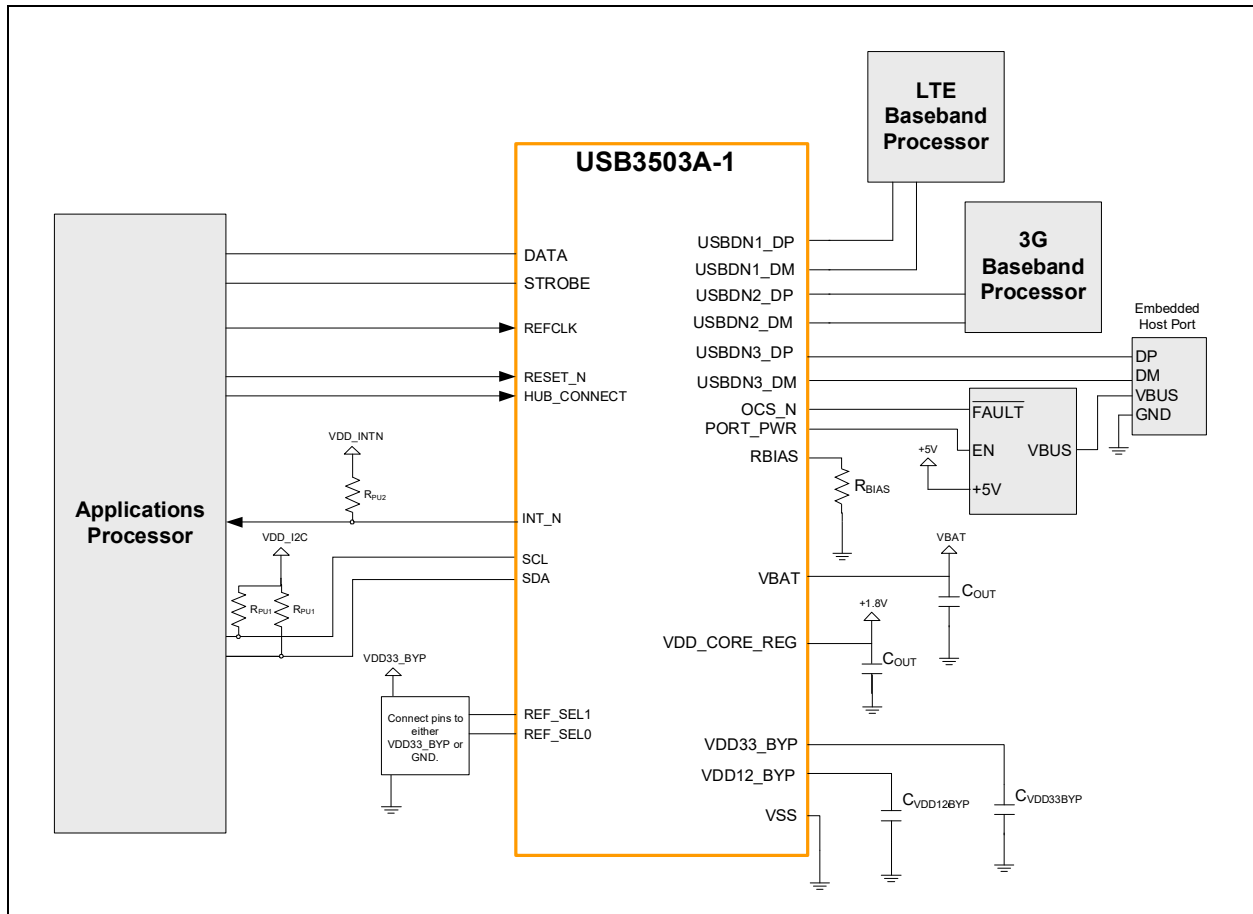 LTE
Baseband
Processor
USB3503A-1
3G
Baseband
Processor
Applications
Processor
DATA
STROBE
REFCLK
RESET_N
HUB_CONNECT
VDD_INTN
RPU2
INT_N
VDD_I2C
SCL
SDA
RPU1
RPU1
VDD33_BYP
Connect pins to
either
VDD33_BYP or
GND.
REF_SEL1
REF_SEL0
USBDN1_DP
USBDN1_DM
USBDN2_DP
USBDN2_DM
USBDN3_DP
USBDN3_DM
OCS_N
PORT_PWR
RBIAS
RBIAS
Embedded
Host Port
DP
DM
VBUS
GND
FAULT
EN
VBUS
+5V
+5V
VBAT
VBAT
COUT
+1.8V
VDD_CORE_REG
COUT
VDD33_BYP
VDD12_BYP
CVDD12BYP
CVDD33BYP
VSS